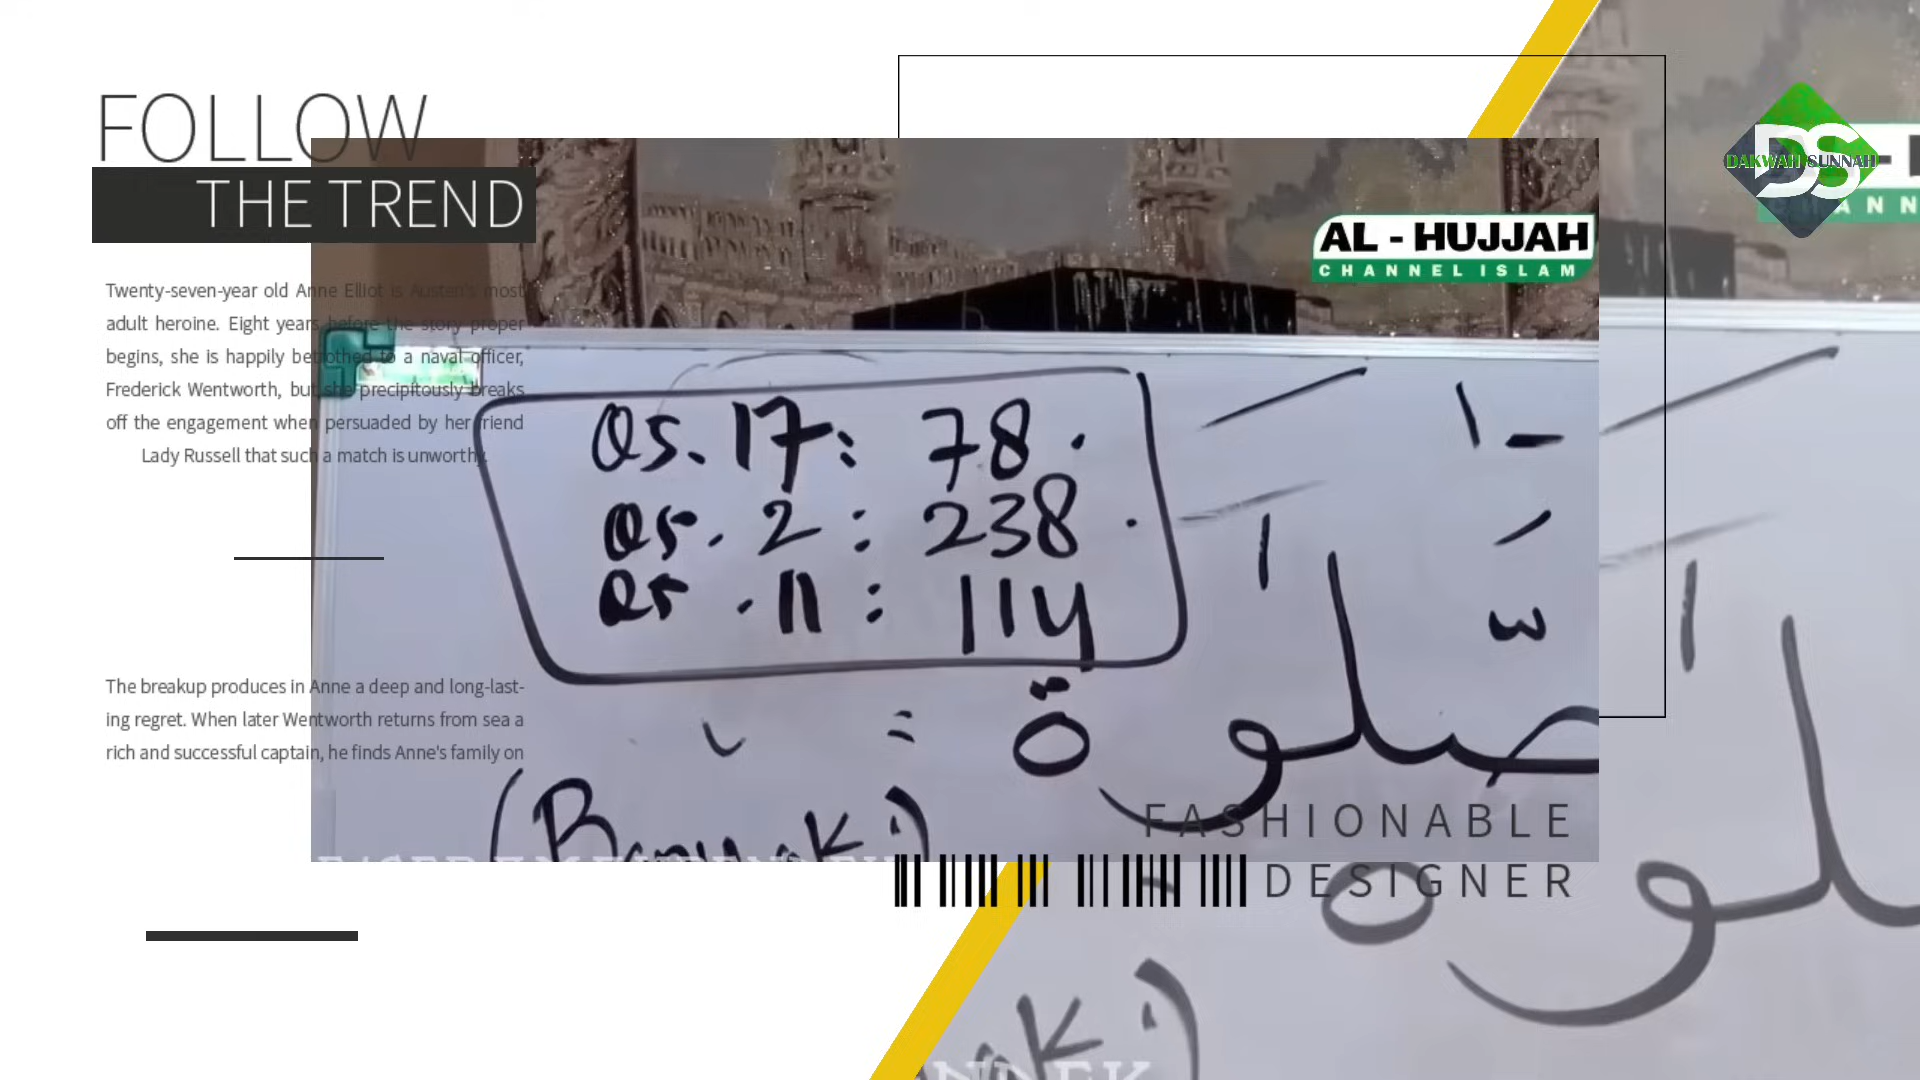 FOLLOW
THE TREND
Twenty-seven-year old Anne Elliot is Austen's most
adult heroine. Eight years before the story proper
begins, she is happily betrothed to a naval officer,
Frederick Wentworth, but she precipitously breaks
off the engagement when persuaded by her friend
Lady Russell that such a match is unworthy.
The breakup produces in Anne a deep and long-last-
ing regret. When later Wentworth returns from sea a
rich and successful captain, he finds Anne's family on
AL - HUJJAH
CHANNEL ISLAM
DS
DAKWAH SUNNAH
QS. 17: 78.
QS. 2: 238.
QS. 11: 114
صلوة
(Banyak)
FASHIONABLE
DESIGNER